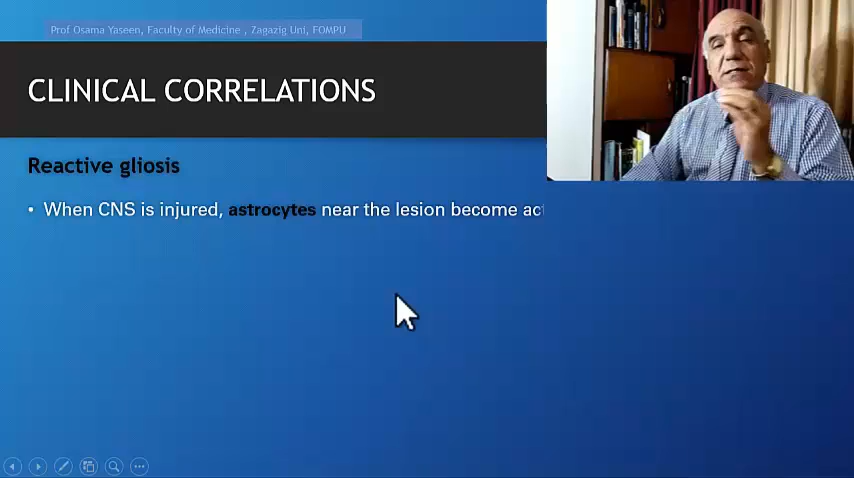 Prof Osama Yaseen, Faculty of Medicine , Zagazig Uni, FOMPU
CLINICAL CORRELATIONS
Reactive gliosis
• When CNS is injured, astrocytes near the lesion become